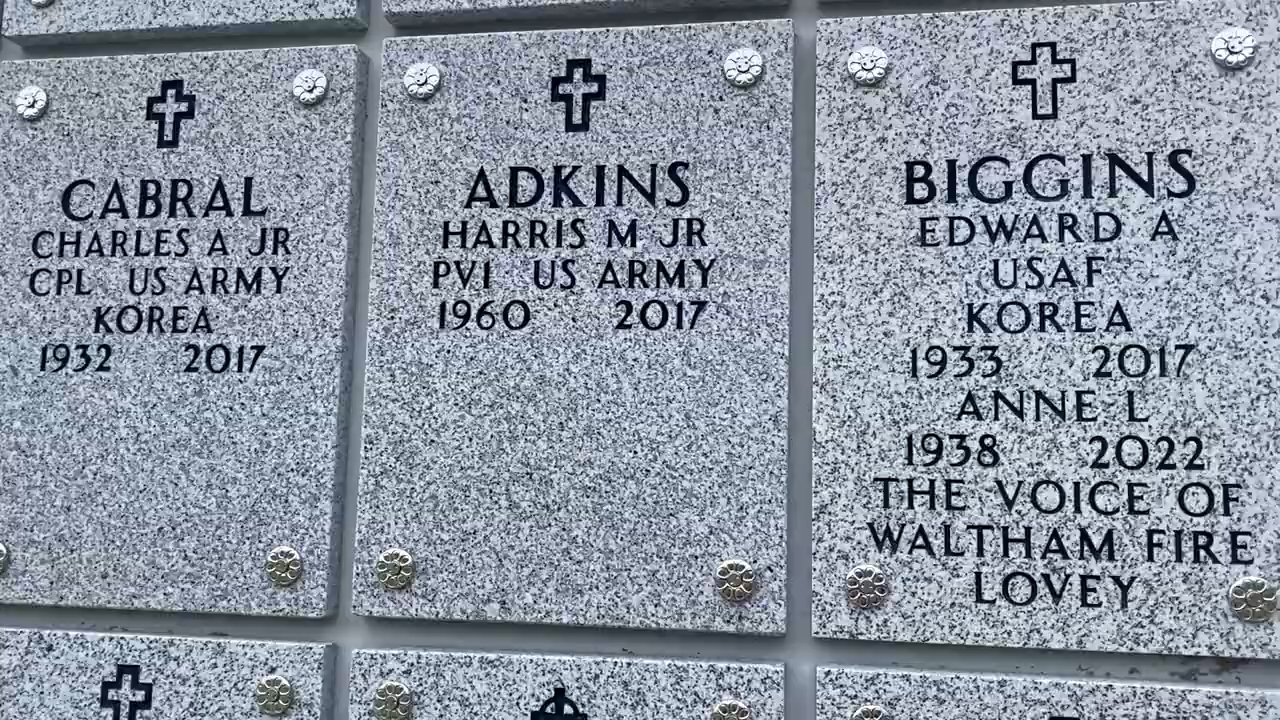 CABRAL
CHARLES A JR
CPL US ARMY
KOREA
1932 2017
ADKINS
HARRIS M JR
PV1 US ARMY
1960 2017
BIGGINS
EDWARD A
USAF
KOREA
1933 2017
ANNE L
1938 2022
THE VOICE OF
WALTHAM FIRE
LOVEY